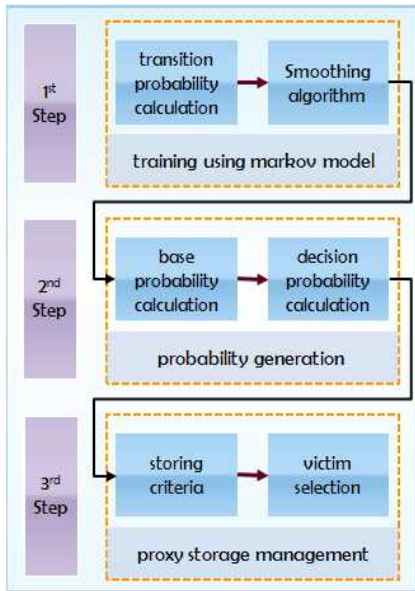 1st
Step
transition
probability
calculation
Smoothing
algorithm
training using markov model
2nd
Step
base
probability
calculation
decision
probability
calculation
probability generation
3rd
Step
storing
criteria
victim
selection
proxy storage management